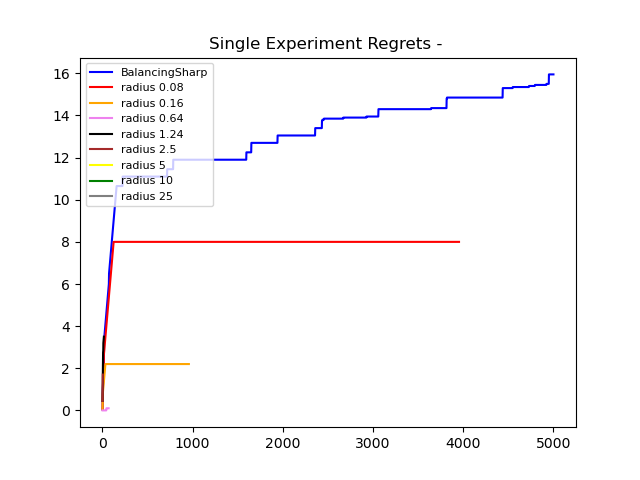 Single Experiment Regrets -
16
14
12
10
8
6
4
2
0
BalancingSharp
radius 0.08
radius 0.16
radius 0.64
radius 1.24
radius 2.5
radius 5
radius 10
radius 25
0 1000 2000 3000 4000 5000